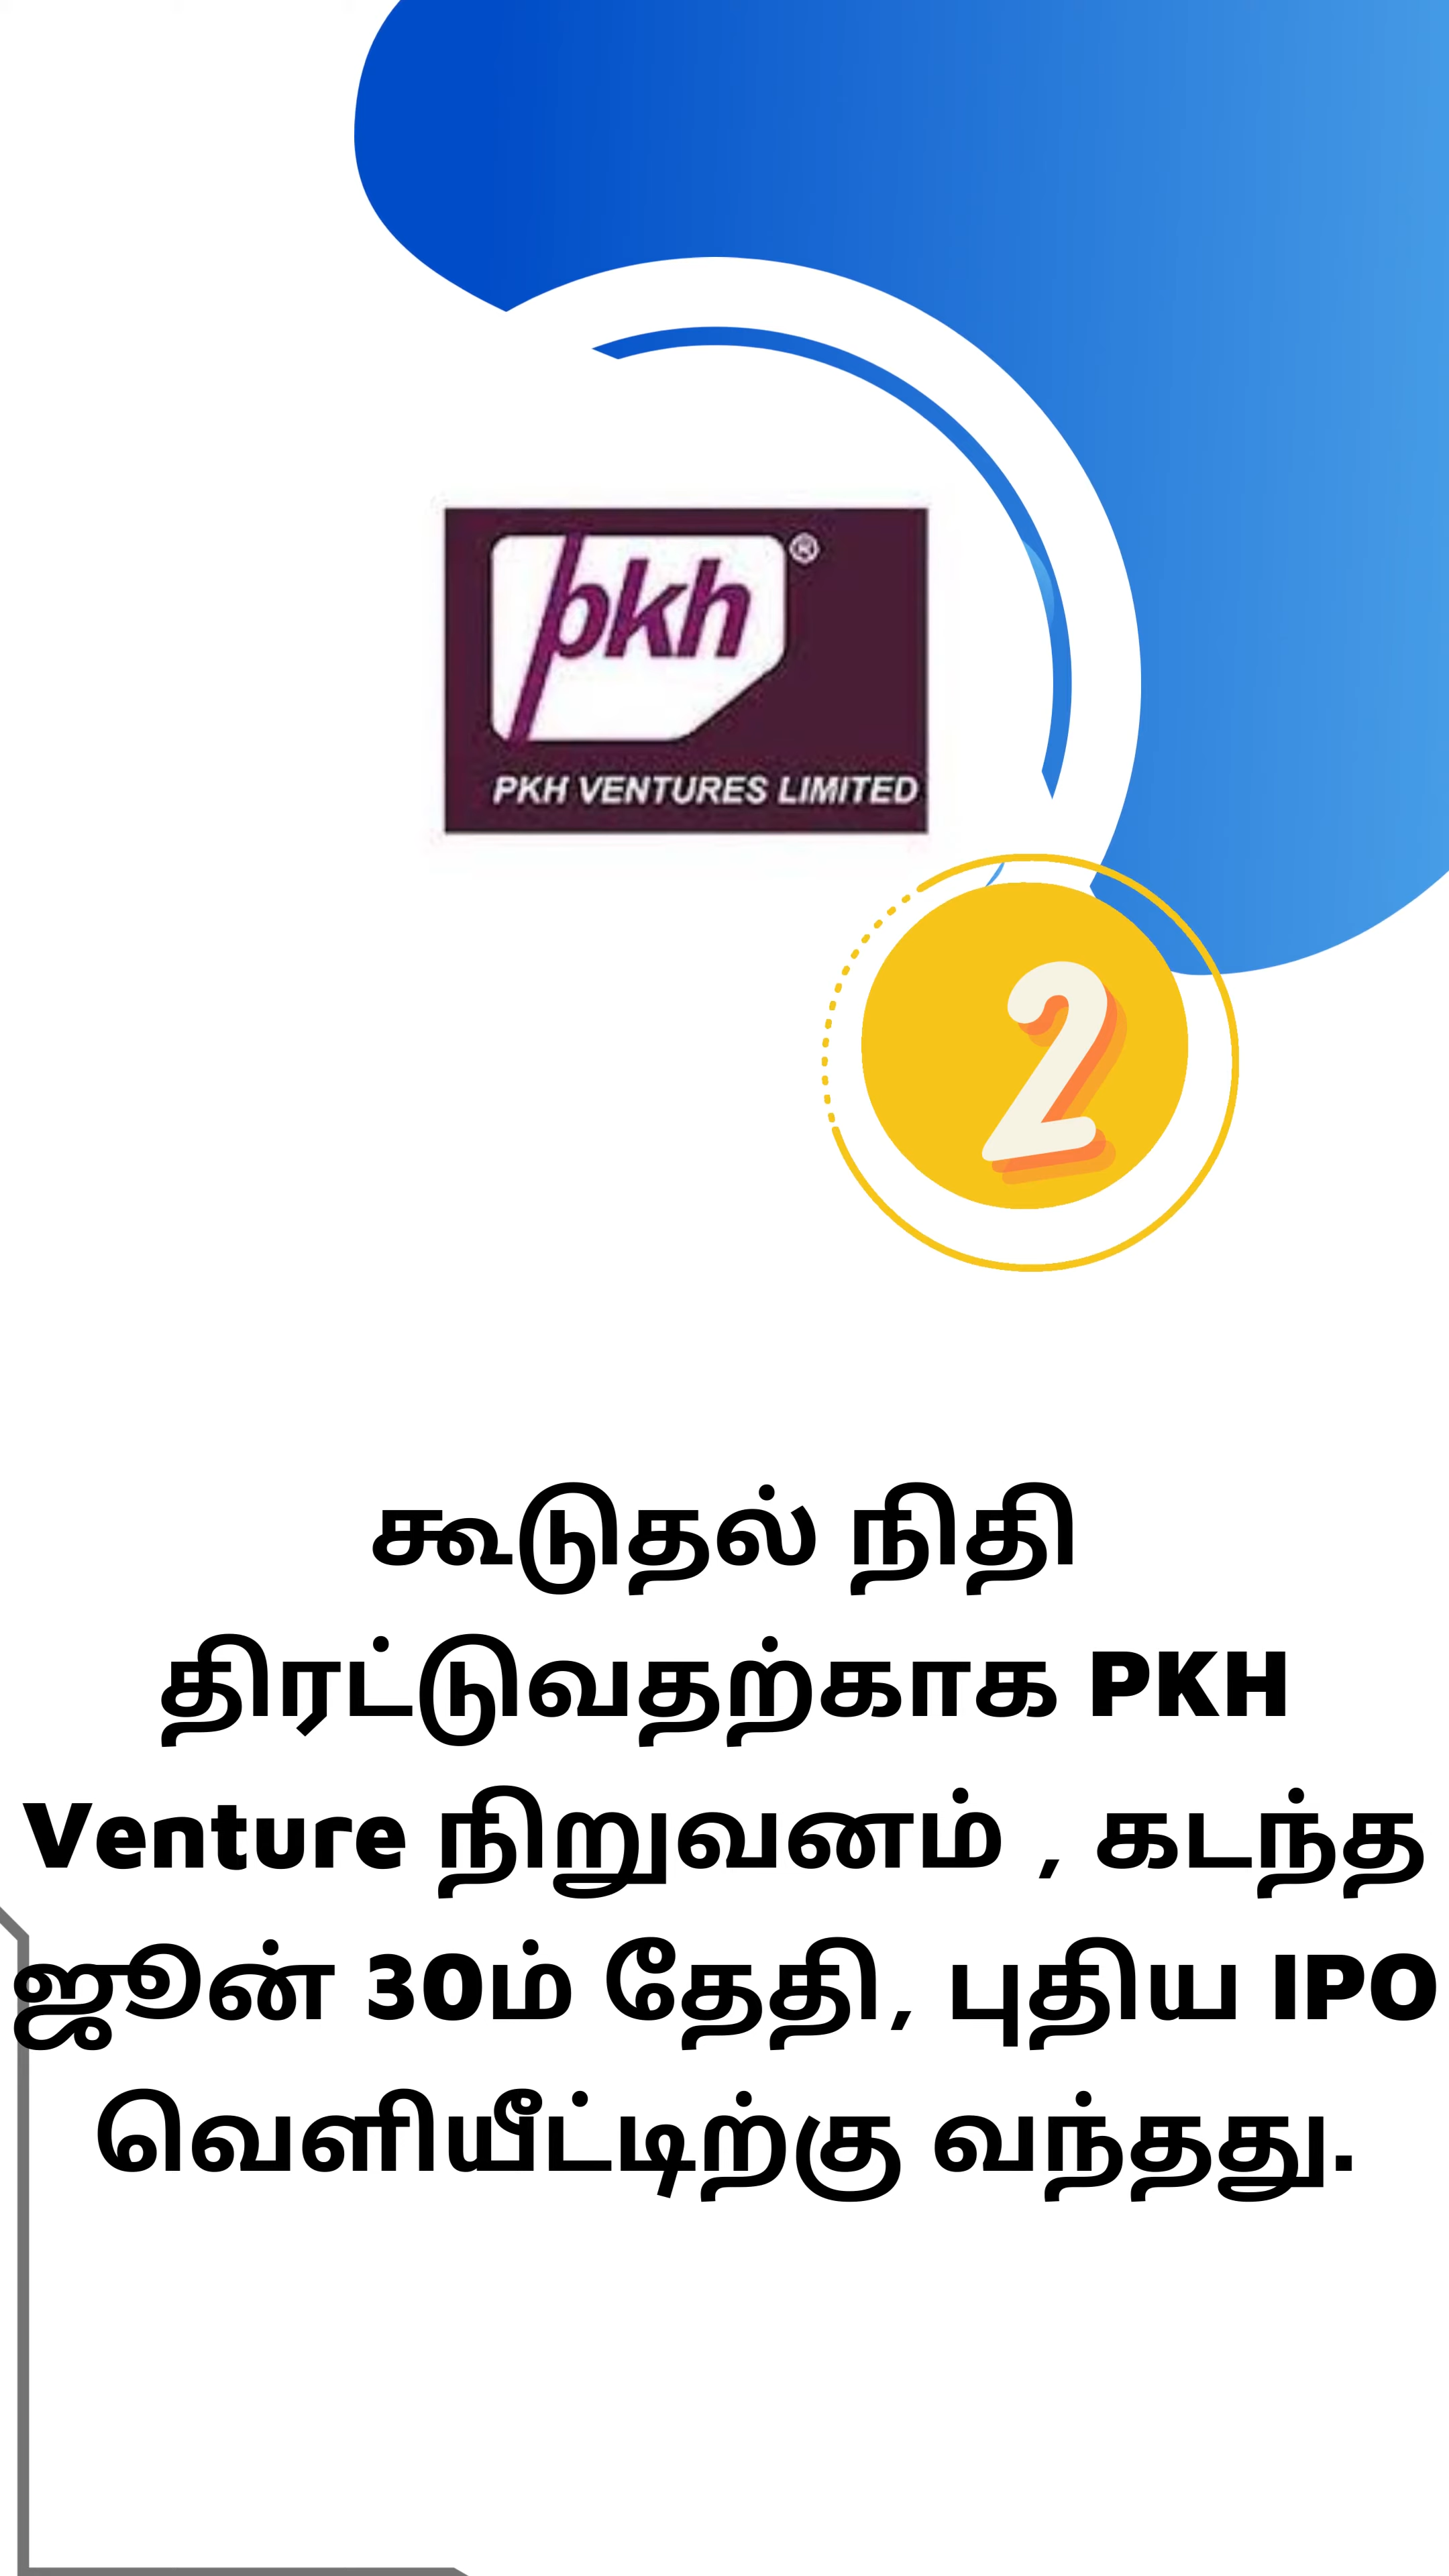 pkh®
PKH VENTURES LIMITED
2
கூடுதல் நிதி
திரட்டுவதற்காக PKH
Venture நிறுவனம் , கடந்த
ஜூன் 30ம் தேதி, புதிய IPO
வெளியீட்டிற்கு வந்தது.